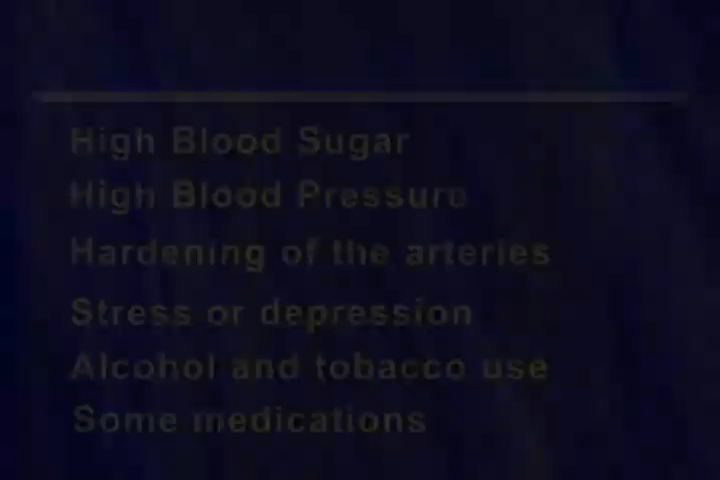 High Blood Sugar
High Blood Pressure
Hardening of the arteries
Stress or depression
Alcohol and tobacco use
Some medications